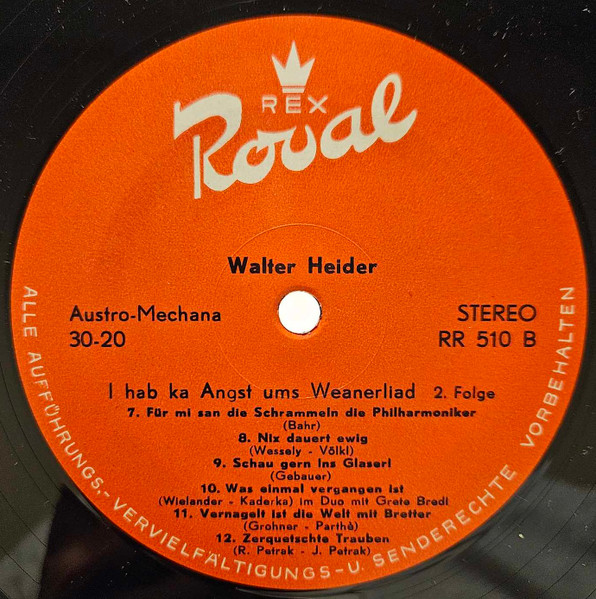 REX
Royal
Walter Heider
Austro-Mechana
30-20
STEREO
RR 510 B
I hab ka Angst ums Weanerliad 2. Folge
7. Für mi san die Schrammeln die Philharmoniker
(Bahr)
8. Nix dauert ewig
(Wessely - Völkl)
9. Schau gern ins Glaserl
(Gebauer)
10. Was einmal vergangen ist
(Wielander - Kaderka) im Duo mit Grete Bredl
11. Vernagelt ist die Welt mit Bretter
(Grohner - Parthè)
12. Zerquetschte Trauben
(R. Petrak - J. Petrak)
ALLE AUFFÜHRUNGS,- VERVIELFÄLTIGUNGS-U. SENDERECHTE VORBEHALTEN